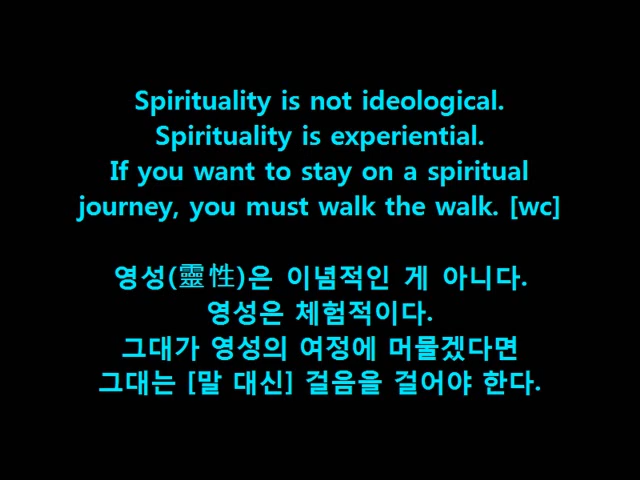 Spirituality is not ideological.
Spirituality is experiential.
If you want to stay on a spiritual
journey, you must walk the walk. [wc]
영성(靈性)은 이념적인 게 아니다.
영성은 체험적이다.
그대가 영성의 여정에 머물겠다면
그대는 [말 대신] 걸음을 걸어야 한다.